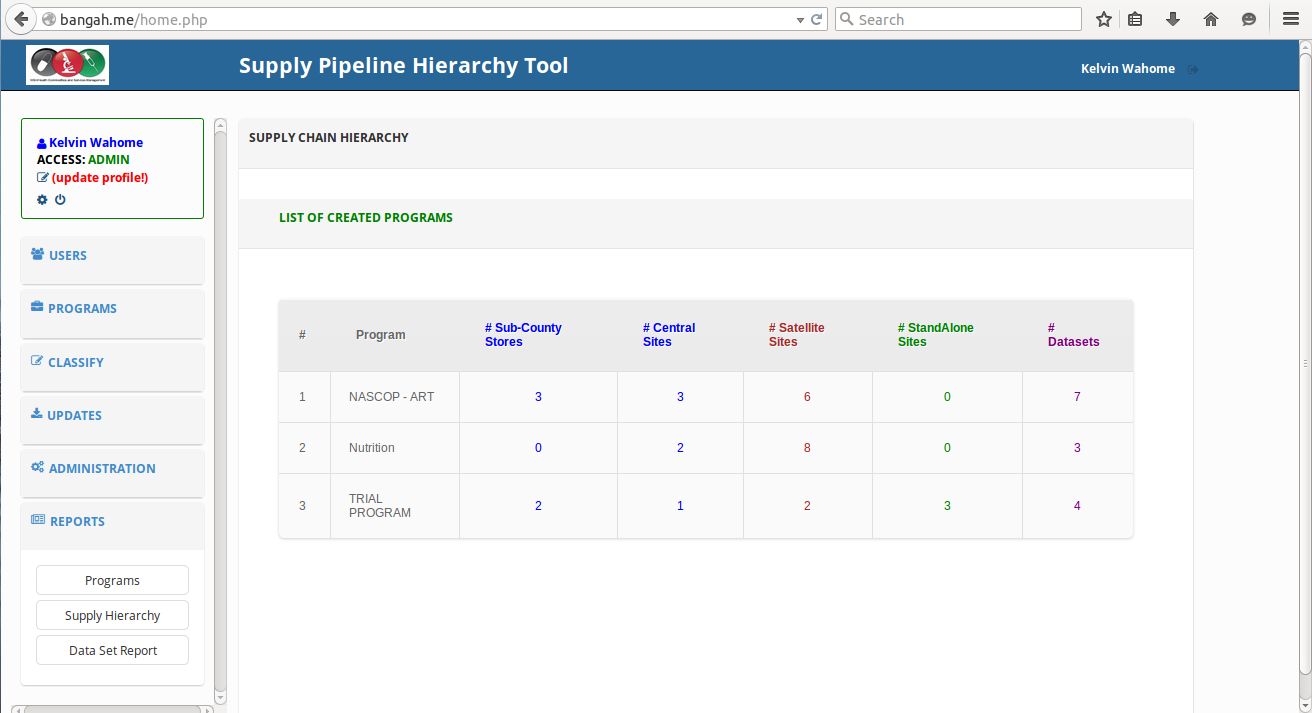 bangah.me/home.php
Search
Supply Pipeline Hierarchy Tool
Kelvin Wahome
Kelvin Wahome
ACCESS: ADMIN
(update profile!)
USERS
PROGRAMS
CLASSIFY
UPDATES
ADMINISTRATION
REPORTS
Programs
Supply Hierarchy
Data Set Report
SUPPLY CHAIN HIERARCHY
LIST OF CREATED PROGRAMS
# Program # Sub-County Stores # Central Sites # Satellite Sites # StandAlone Sites # Datasets
1 NASCOP - ART 3 3 6 0 7
2 Nutrition 0 2 8 0 3
3 TRIAL PROGRAM 2 1 2 3 4